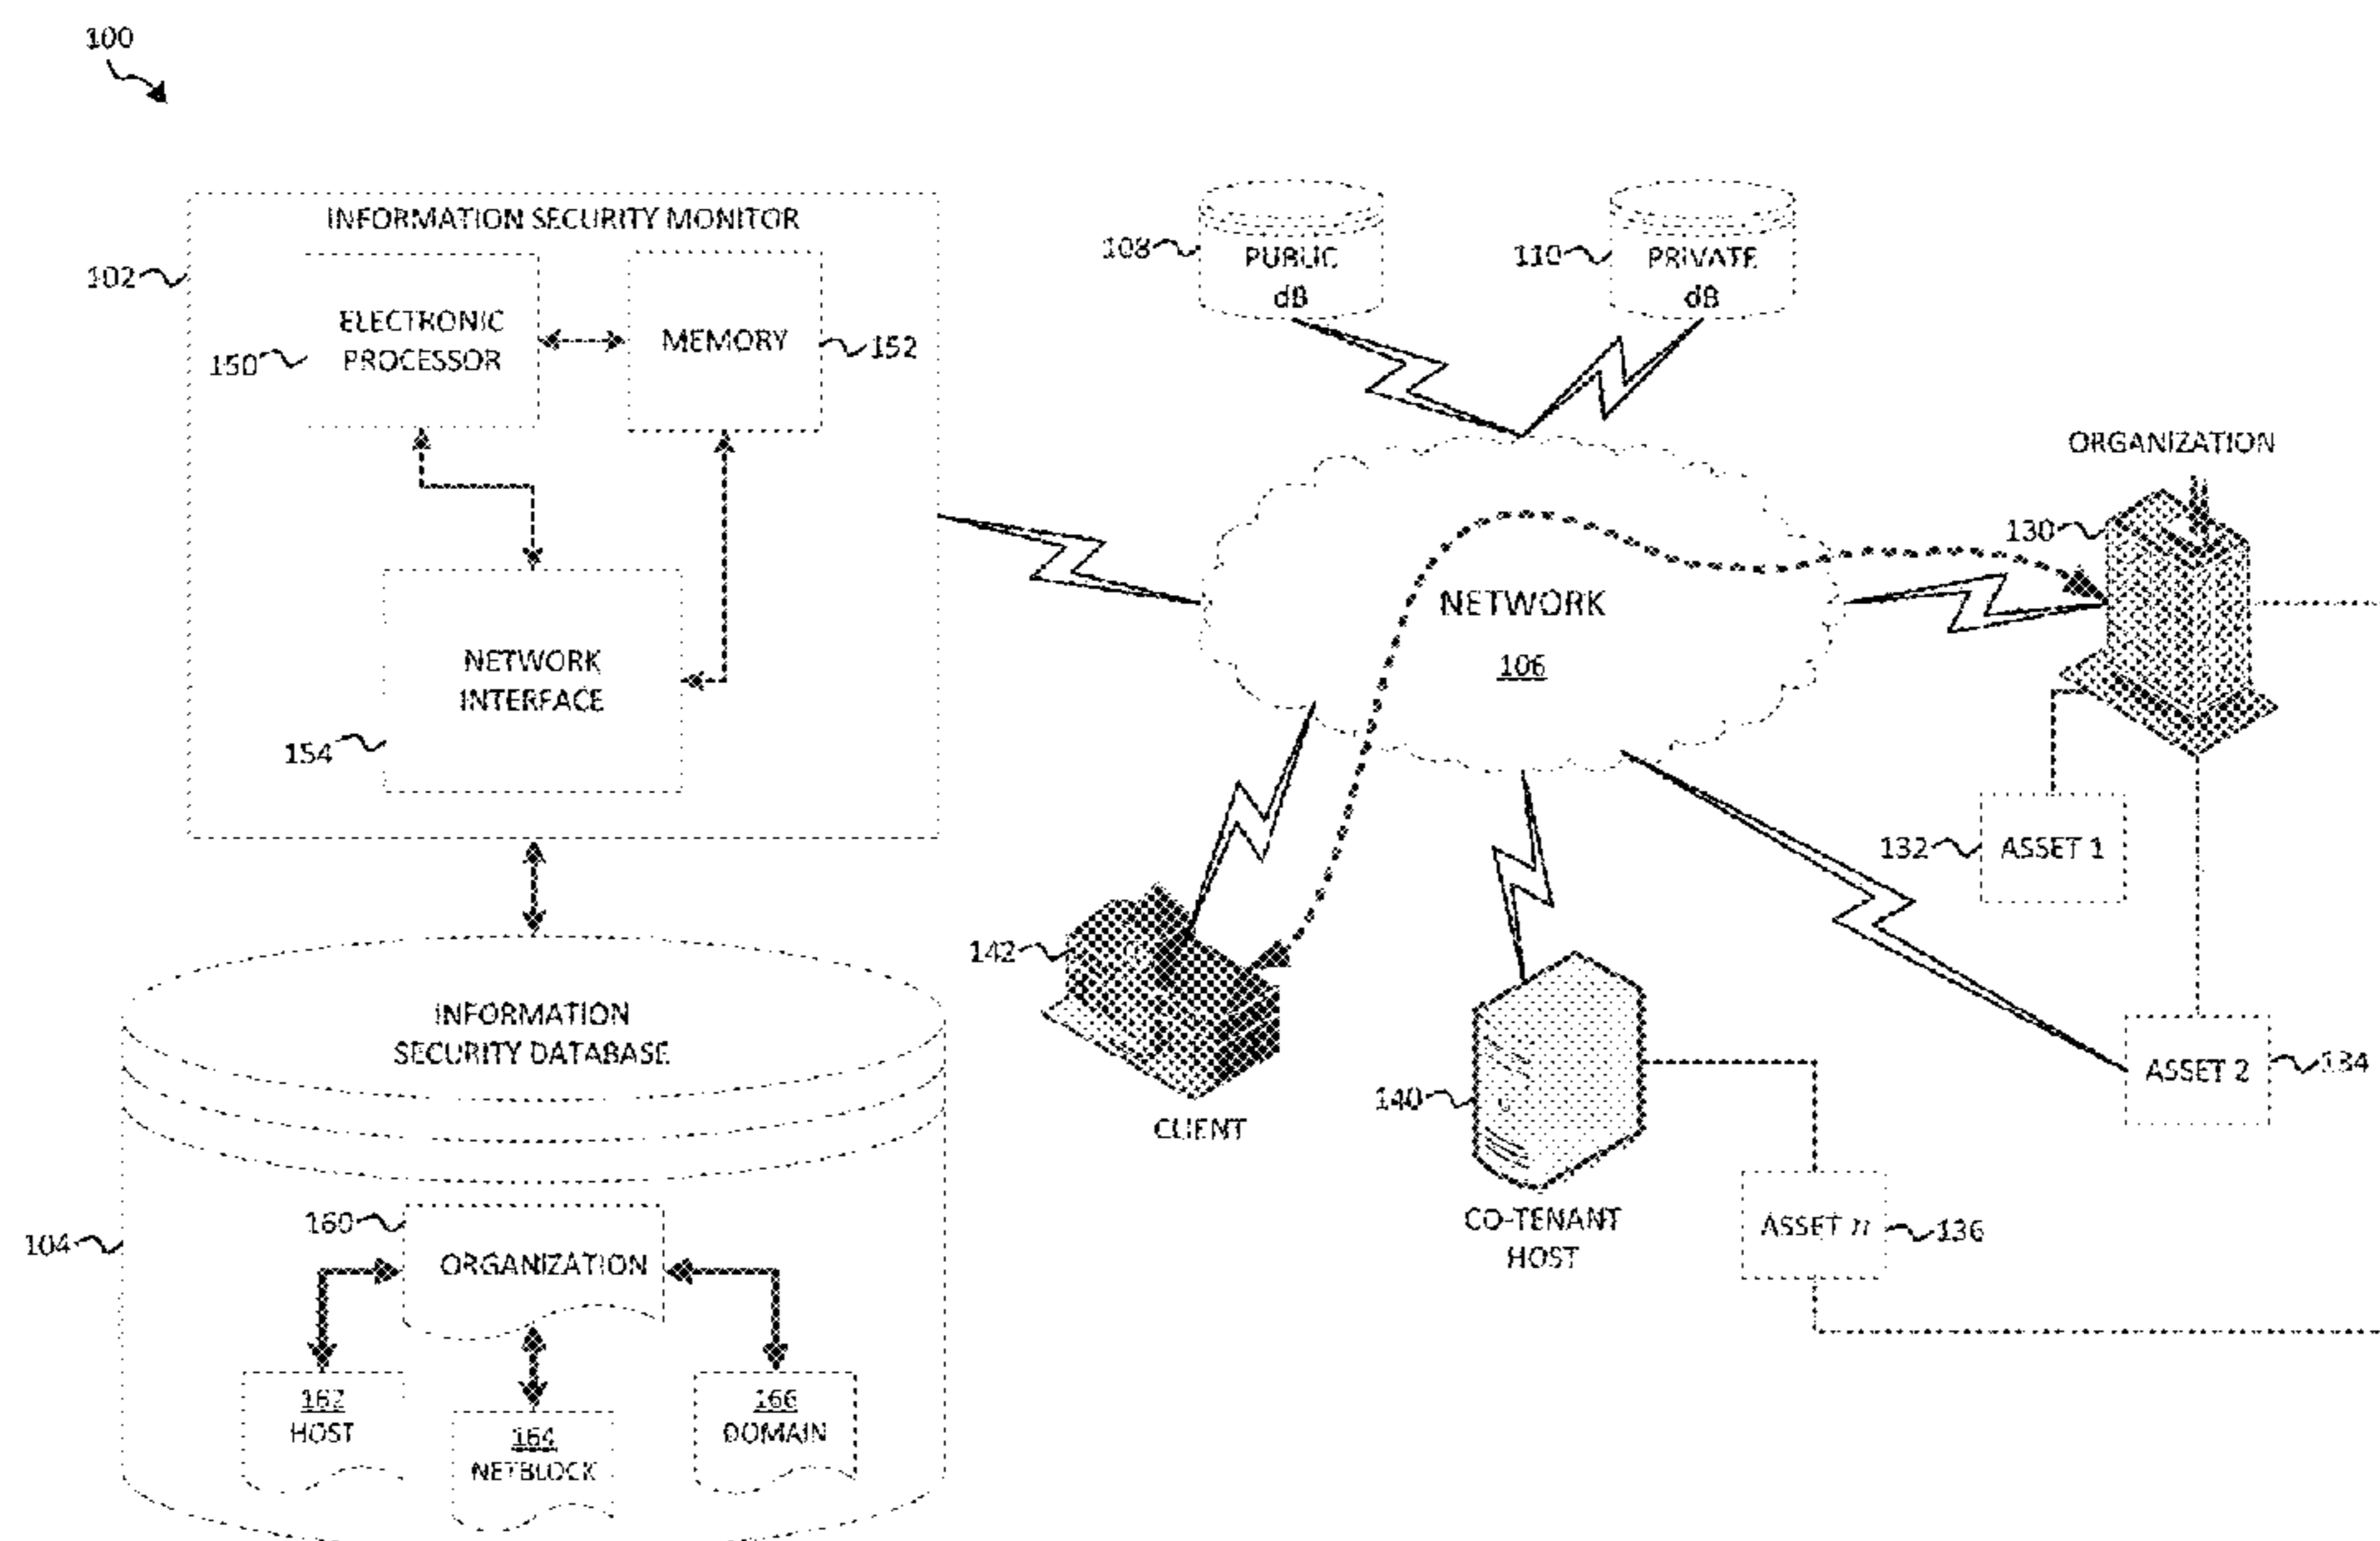 100
INFORMATION SECURITY MONITOR
102
ELECTRONIC
PROCESSOR
150
MEMORY
152
NETWORK
INTERFACE
154
108
PUBLIC
dB
110
PRIVATE
dB
NETWORK
106
ORGANIZATION
130
132
ASSET 1
ASSET 2
134
142
CLIENT
140
CO-TENANT
HOST
ASSET n
136
INFORMATION
SECURITY DATABASE
104
160
ORGANIZATION
162
HOST
164
NETBLOCK
166
DOMAIN